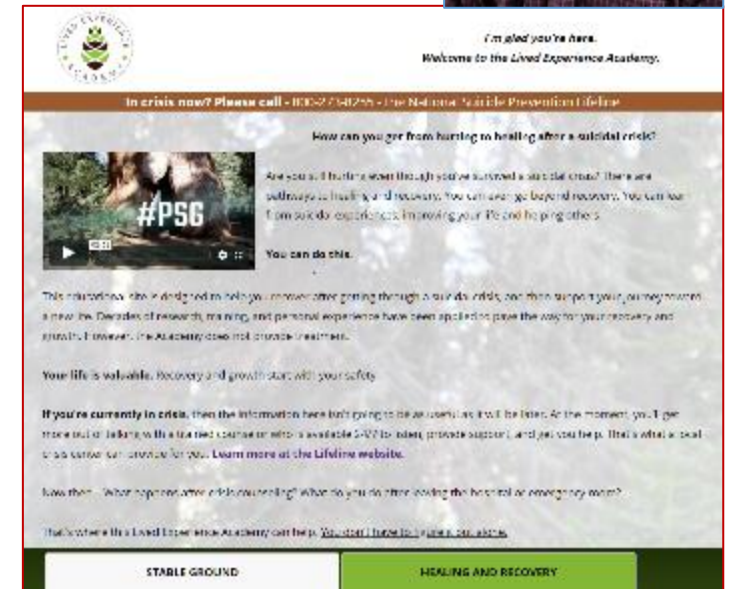 LIVED EXPERIENCE
ACADEMY
I'm glad you're here.
Welcome to the Lived Experience Academy.
In crisis now? Please call - 800-273-8255 - The National Suicide Prevention Lifeline
How can you get from hurting to healing after a suicidal crisis?
#PSG
Are you still hurting even though you've survived a suicidal crisis? There are
pathways to healing and recovery. You can even go beyond recovery. You can
from suicidal experiences, improving your life and helping others.
You can do this.
This educational site is designed to help you recover after getting through a suicidal crisis, and then support your journey toward
a new life. Decades of research, training, and personal experience have been applied to pave the way for your recovery and
growth. However, the Academy does not provide treatment.
Your life is valuable. Recovery and growth start with your safety.
If you're currently in crisis, then the information here isn't going to be as useful as it will be later. At the moment, you'll get
more out of talking with a trained counselor who is available 24/7 to listen, provide support, and get you help. That's what a local
crisis center can provide for you. Learn more at the Lifeline website.
Now then - What happens after crisis counseling? What do you do after leaving the hospital or emergency room?
That's where this Lived Experience Academy can help. You don't have to figure it out alone.
STABLE GROUND
HEALING AND RECOVERY